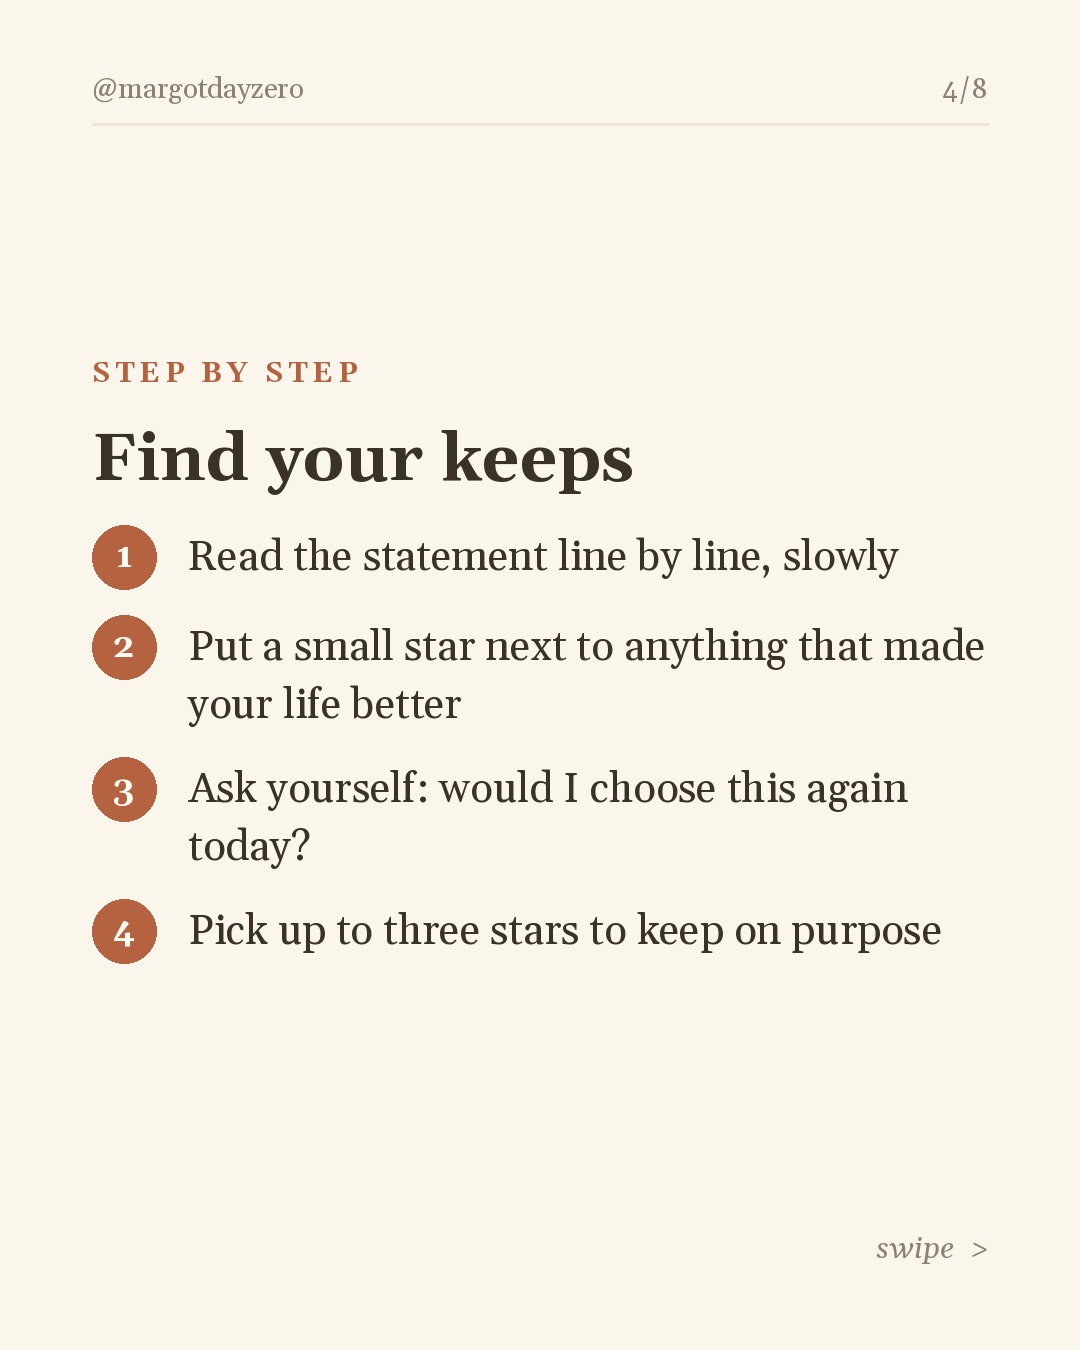 @margotdayzero 4/8
STEP BY STEP
Find your keeps
1 Read the statement line by line, slowly
2 Put a small star next to anything that made
your life better
3 Ask yourself: would I choose this again
today?
4 Pick up to three stars to keep on purpose
swipe >